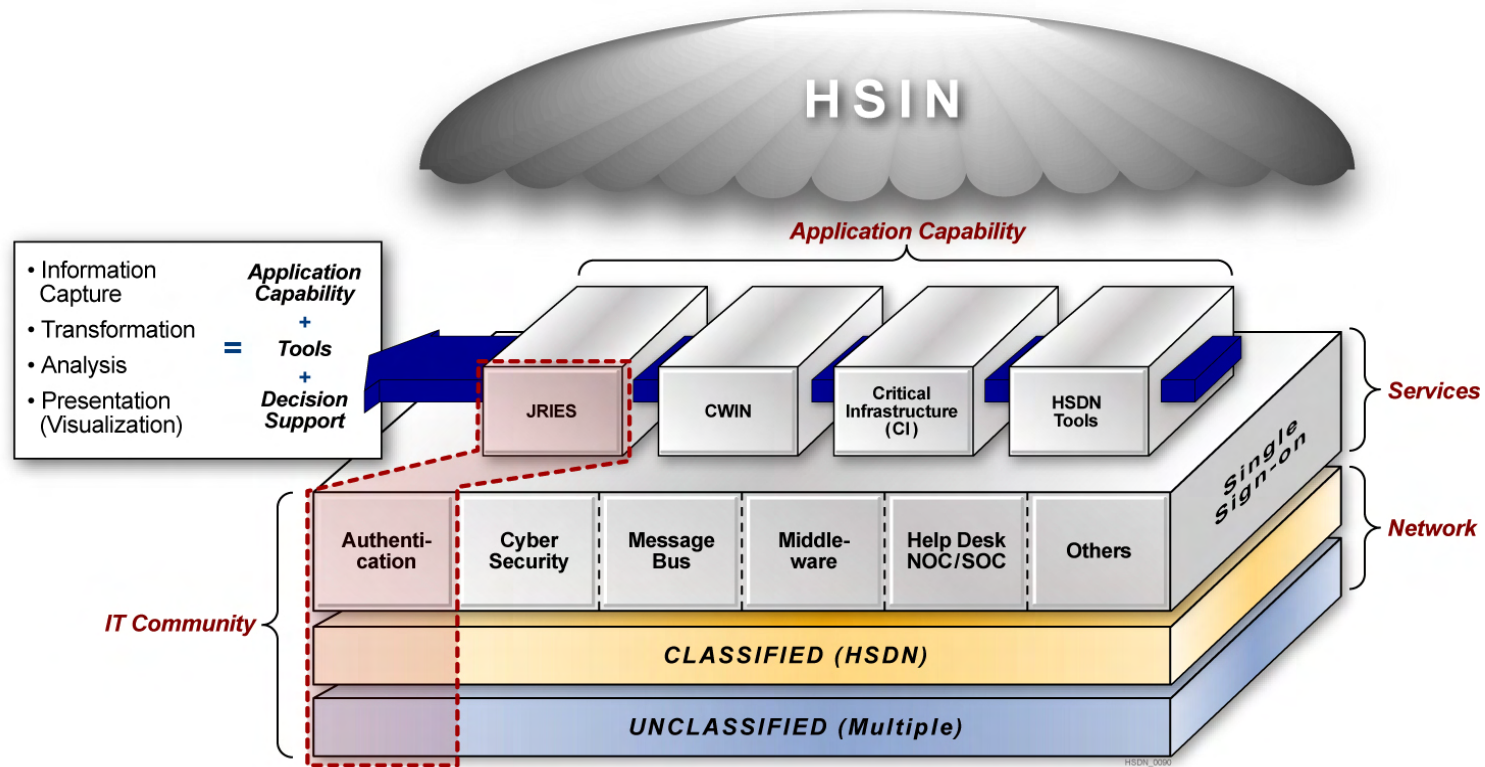 HSIN
Application Capability
• Information
Capture
• Transformation
• Analysis
• Presentation
(Visualization)
=
Application
Capability
+
Tools
+
Decision
Support
JRIES
CWIN
Critical
Infrastructure
(CI)
HSDN
Tools
Services
Single
Sign-on
Network
Authenti-
cation
Cyber
Security
Message
Bus
Middle-
ware
Help Desk
NOC/SOC
Others
IT Community
CLASSIFIED (HSDN)
UNCLASSIFIED (Multiple)
HSDN_0090